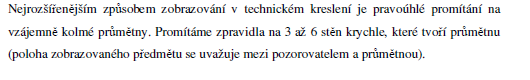 Nejrozšířenějším způsobem zobrazování v technickém kreslení je pravoúhlé promítání na
vzájemně kolmé průmětny. Promítáme zpravidla na 3 až 6 stěn krychle, které tvoří průmětnu
(poloha zobrazovaného předmětu se uvažuje mezi pozorovatelem a průmětnou).